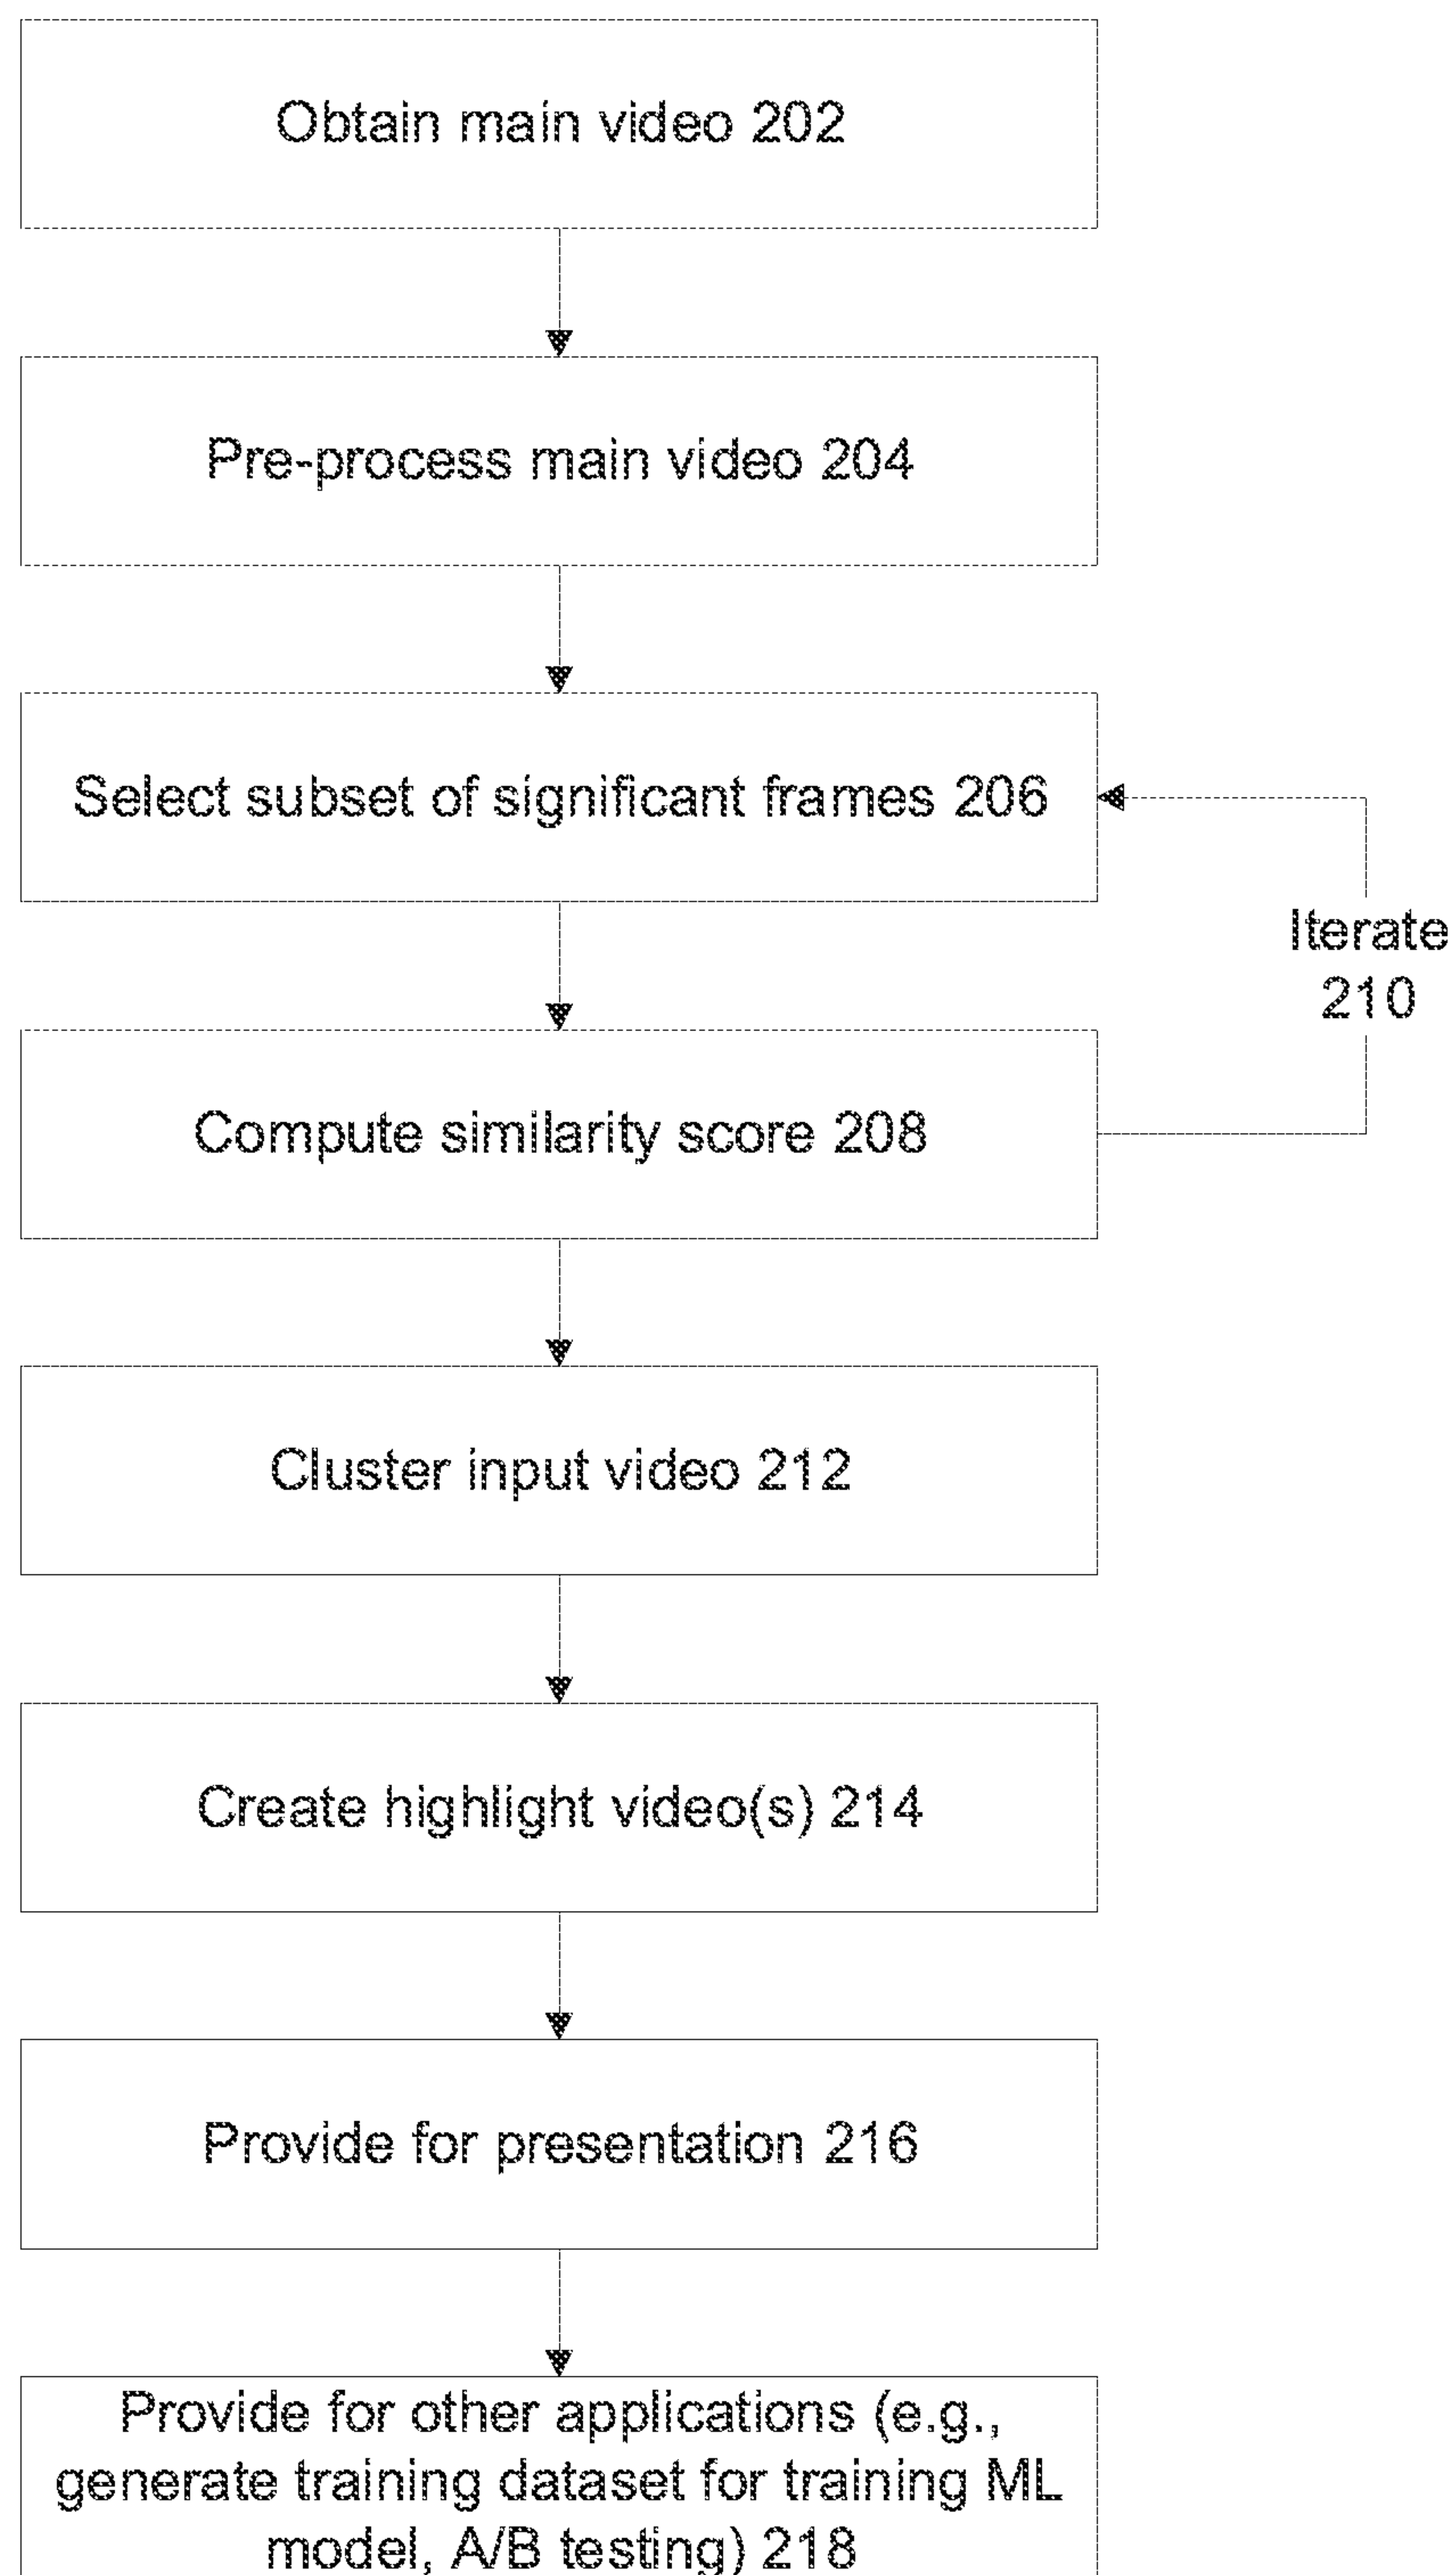 Obtain main video 202
Pre-process main video 204
Select subset of significant frames 206
Iterate
210
Compute similarity score 208
Cluster input video 212
Create highlight video(s) 214
Provide for presentation 216
Provide for other applications (e.g.,
generate training dataset for training ML
model, A/B testing) 218